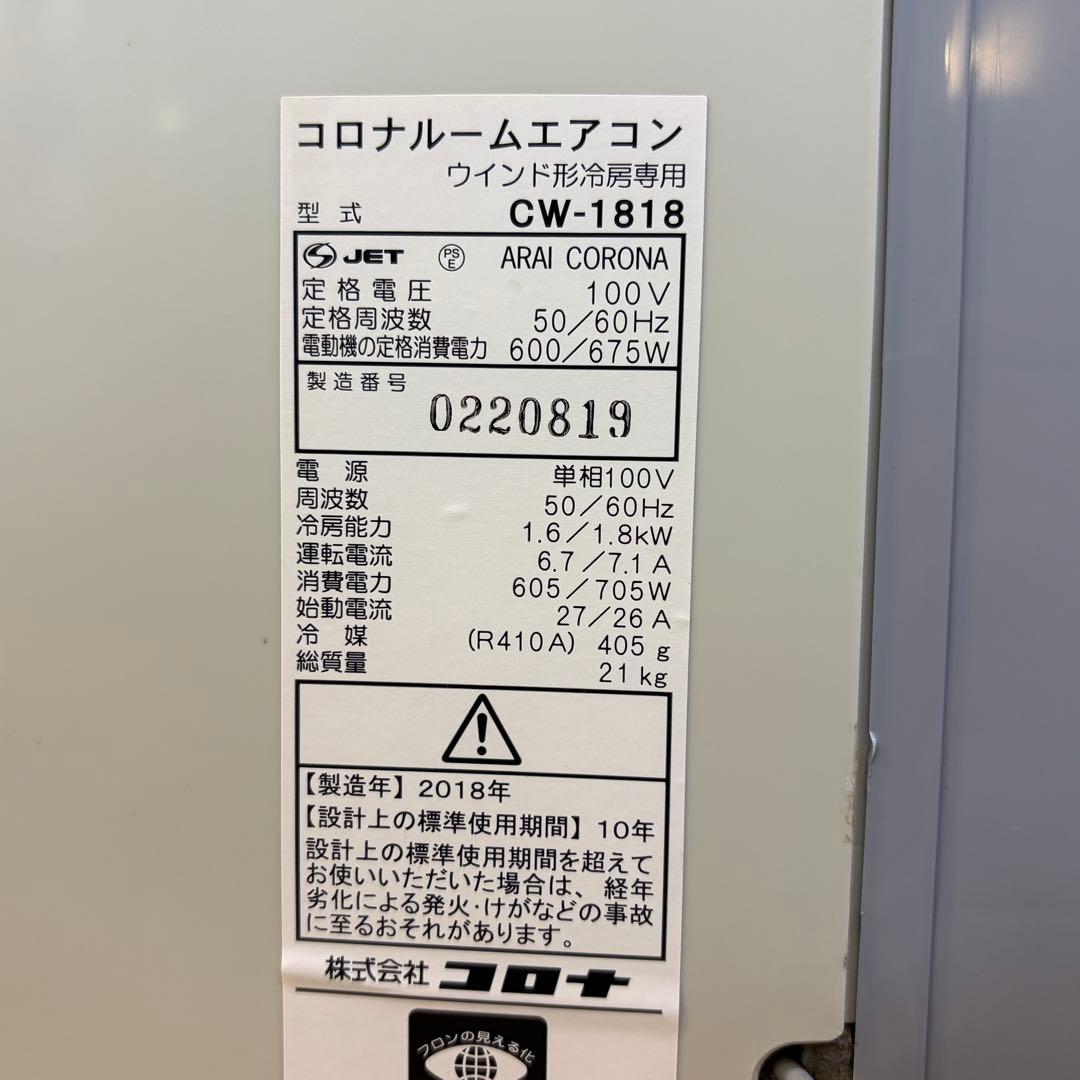 コロナルームエアコン
ウインド形冷房専用
型式 CW-1818
JET PSE ARAI CORONA
定格電圧 100V
定格周波数 50/60Hz
電動機の定格消費電力 600/675W
製造番号
0220819
電源 単相100V
周波数 50/60Hz
冷房能力 1.6/1.8kW
運転電流 6.7/7.1A
消費電力 605/705W
始動電流 27/26A
冷媒 (R410A) 405g
総質量 21kg
【製造年】2018年
【設計上の標準使用期間】10年
設計上の標準使用期間を超えて
お使いいただいた場合は、経年
劣化による発火・けがなどの事故
に至るおそれがあります。
株式会社 コロナ
フロンの見える化